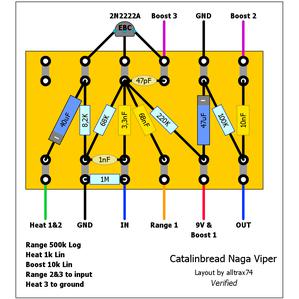 2N2222A
Boost 3
GND
Boost 2
EBC
47pF
40uF
8,2K
68K
3,3nF
68nF
220K
47uF
100K
10nF
1nF
1M
Heat 1&2
GND
IN
Range 1
9V &
Boost 1
OUT
Range 500k Log
Heat 1k Lin
Boost 10k Lin
Range 2&3 to input
Heat 3 to ground
Catalinbread Naga Viper
Layout by alltrax74
Verified